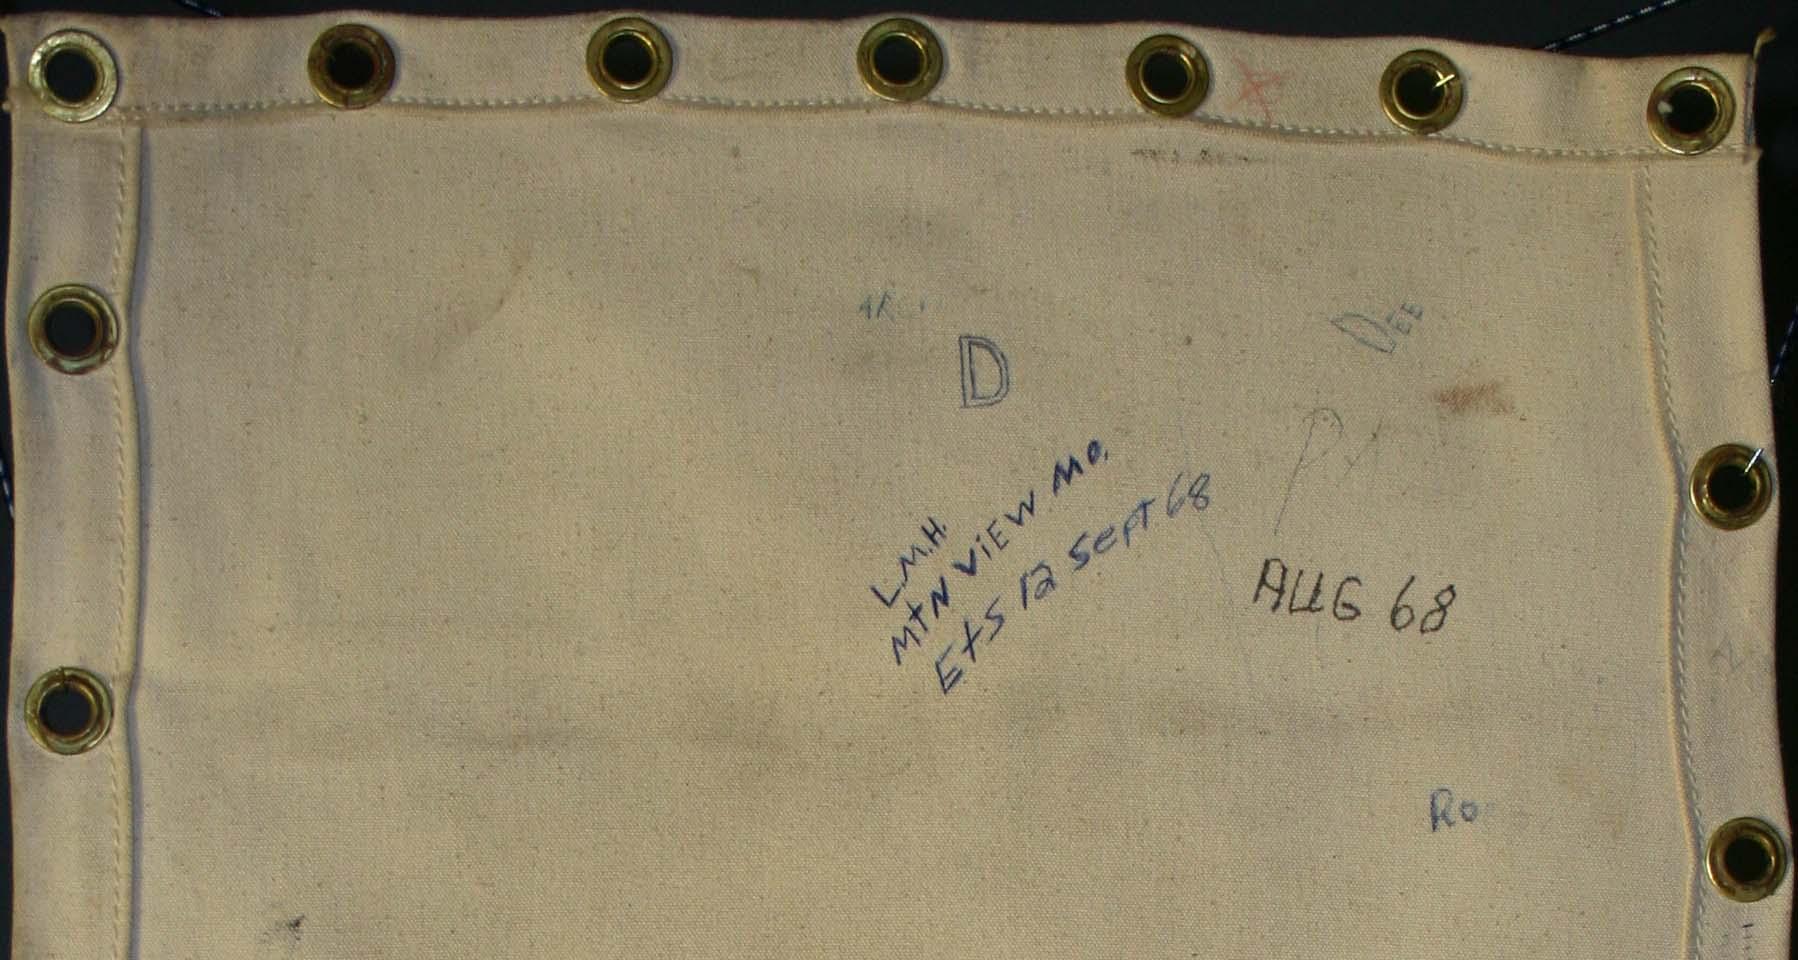 D
DEE
L.M.H.
MtN ViEW Mo.
EtS 12 Sept 68
AUG 68
Ro